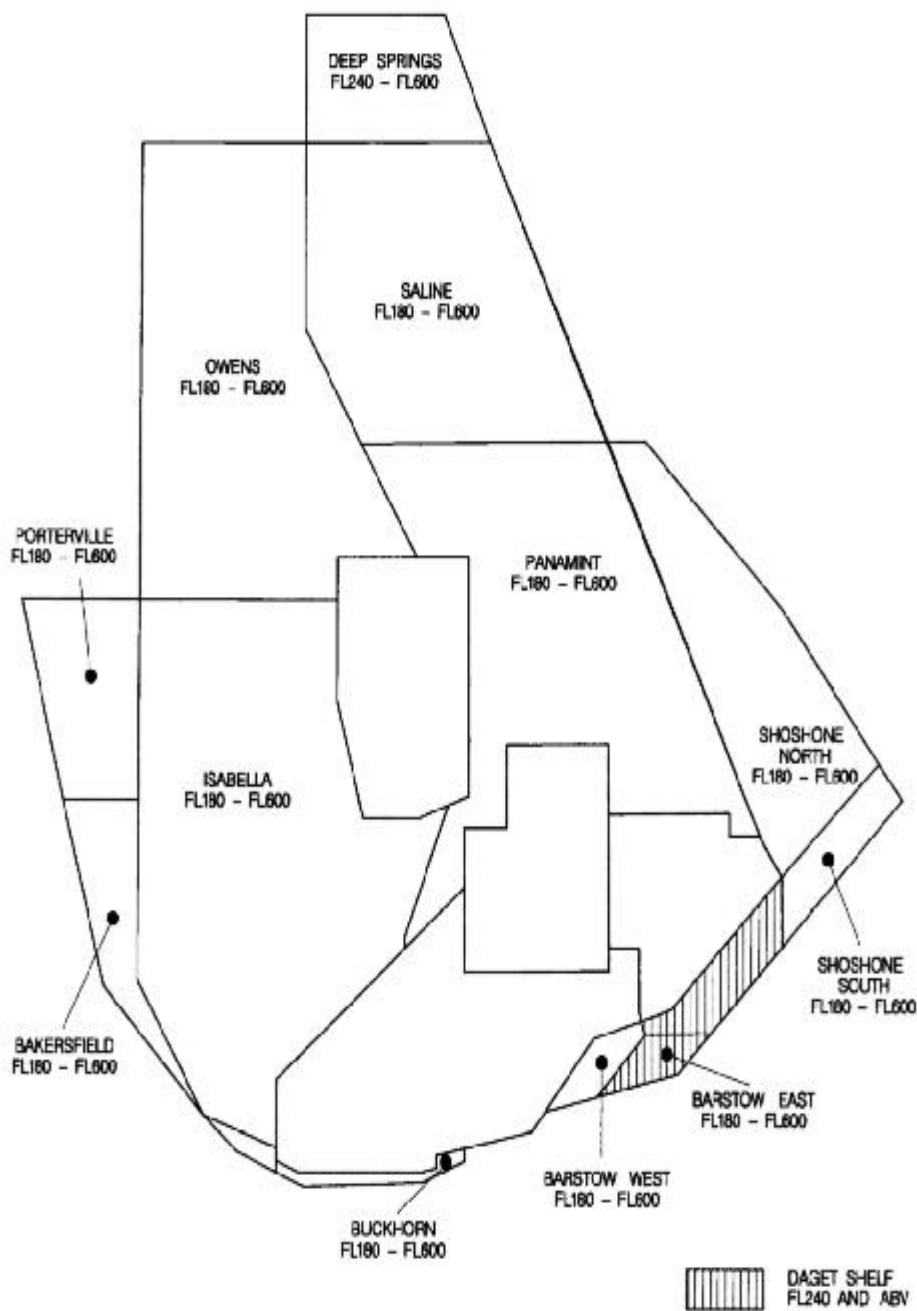 DEEP SPRINGS
FL240 - FL600
SALINE
FL180 - FL600
OWENS
FL180 - FL600
PORTERVILLE
FL180 - FL600
PANAMINT
FL180 - FL600
SHOSHONE
NORTH
FL180 - FL600
ISABELLA
FL180 - FL600
SHOSHONE
SOUTH
FL180 - FL600
BAKERSFIELD
FL180 - FL600
BARSTOW EAST
FL180 - FL600
BARSTOW WEST
FL180 - FL600
BUCKHORN
FL180 - FL600
DAGET SHELF
FL240 AND ABV